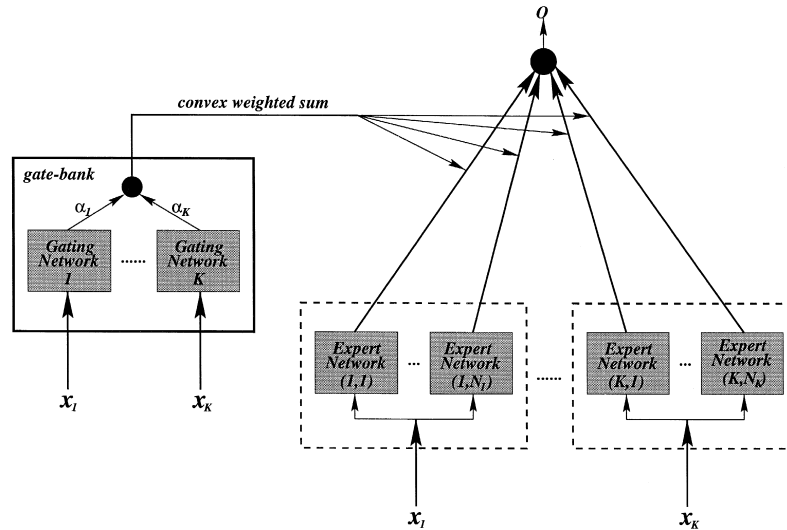 O
convex weighted sum
gate-bank
α1 αK
Gating
Network
1
......
Gating
Network
K
x1 xK
Expert
Network
(1,1)
...
Expert
Network
(1,N1)
......
Expert
Network
(K,1)
...
Expert
Network
(K,NK)
x1 xK